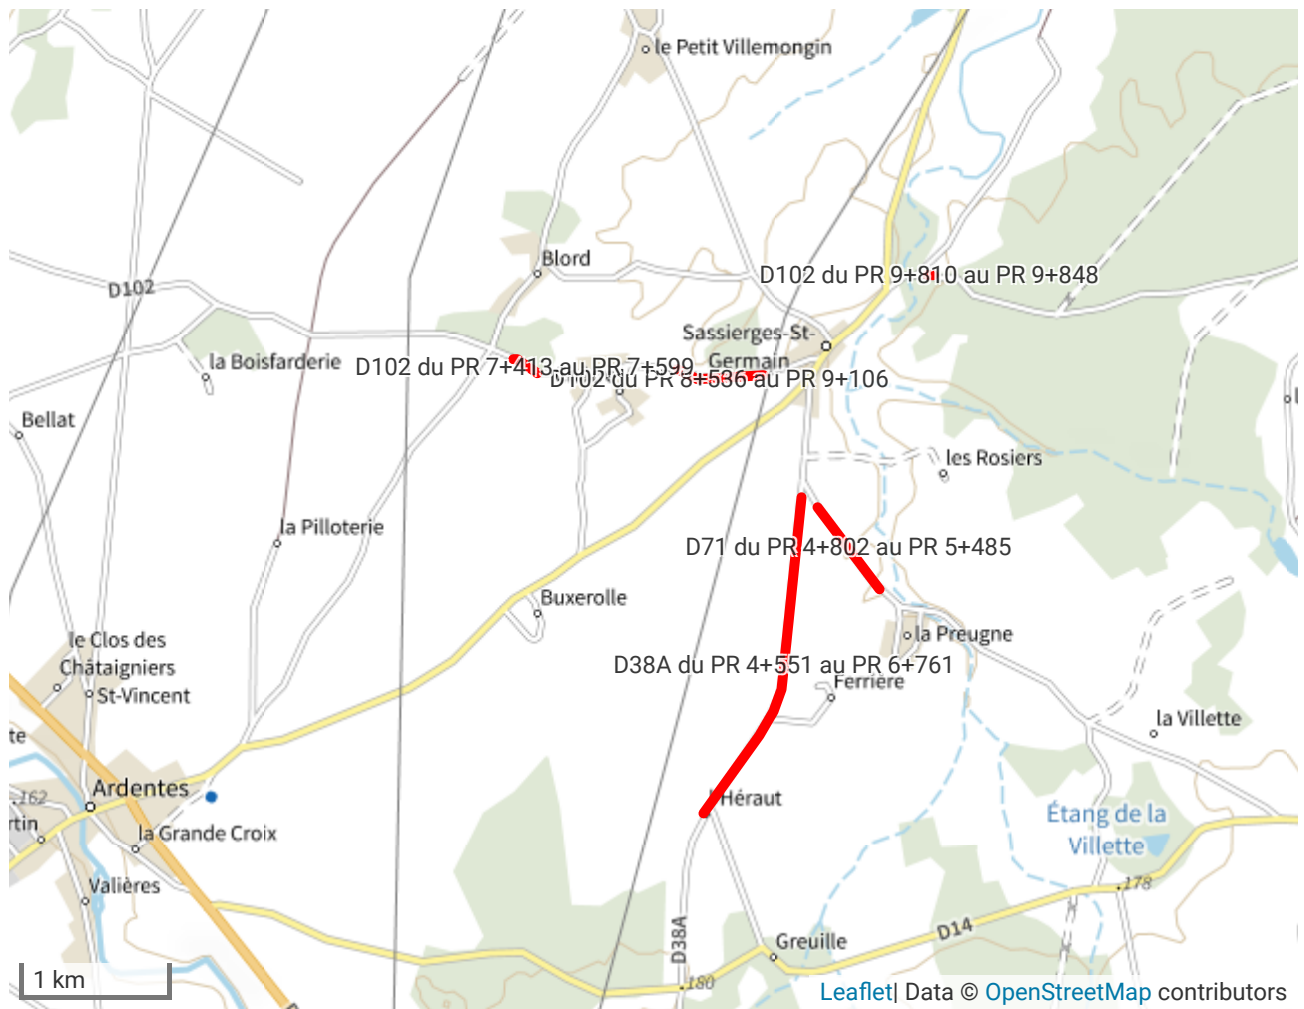 le Petit Villemongin
Blord
D102 du PR 9+810 au PR 9+848
D102
Sassierges-St-
Germain
la Boisfarderie
D102 du PR 7+413 au PR 7+599
D102 du PR 8+536 au PR 9+106
Bellat
les Rosiers
la Pilloterie
D71 du PR 4+802 au PR 5+485
Buxerolle
la Preugne
le Clos des
Châtaigniers
St-Vincent
D38A du PR 4+551 au PR 6+761
Ferrière
la Villette
te
Ardentes
162
l'Héraut
Étang de la
Villette
rtin
la Grande Croix
Valières
178
D38A
D14
Greuille
180
1 km
Leaflet| Data © OpenStreetMap contributors